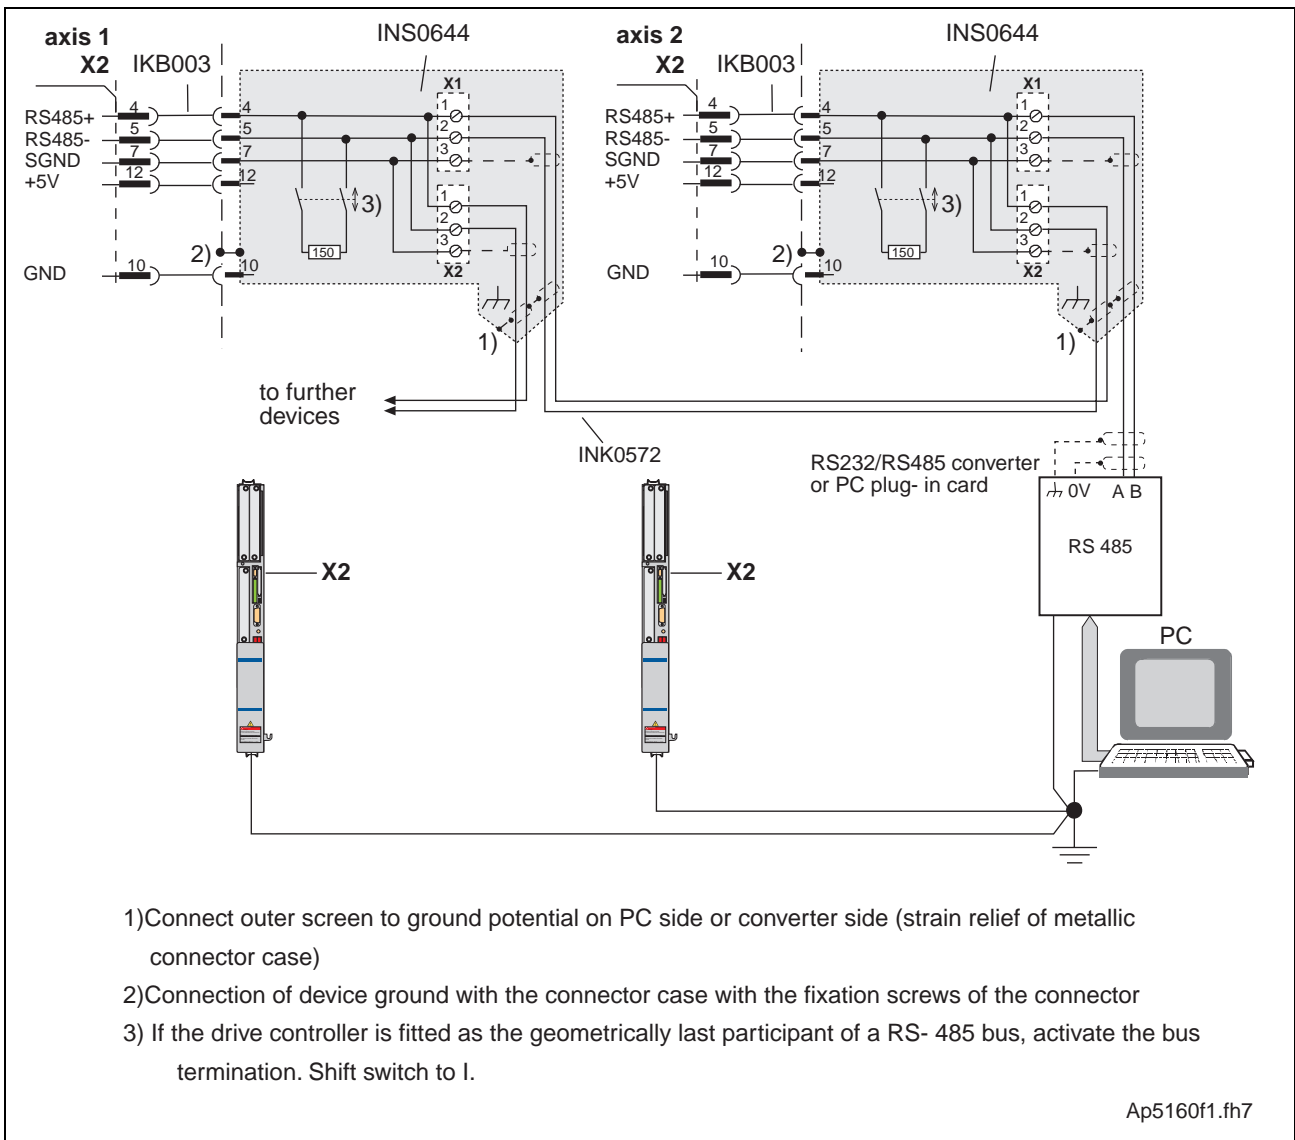 axis 1
X2
IKB003
INS0644
axis 2
X2
IKB003
INS0644
X1
X1
RS485+ 4 4 1
RS485- 5 5 2
SGND 7 7 3
+5V 12 12
1
2
3
3)
150
X2
2)
GND 10 10
1)
RS485+ 4 4 1
RS485- 5 5 2
SGND 7 7 3
+5V 12 12
1
2
3
3)
150
X2
2)
GND 10 10
1)
to further
devices
INK0572
RS232/RS485 converter
or PC plug- in card
0V A B
RS 485
X2
X2
PC
1)Connect outer screen to ground potential on PC side or converter side (strain relief of metallic
connector case)
2)Connection of device ground with the connector case with the fixation screws of the connector
3) If the drive controller is fitted as the geometrically last participant of a RS- 485 bus, activate the bus
termination. Shift switch to I.
Ap5160f1.fh7